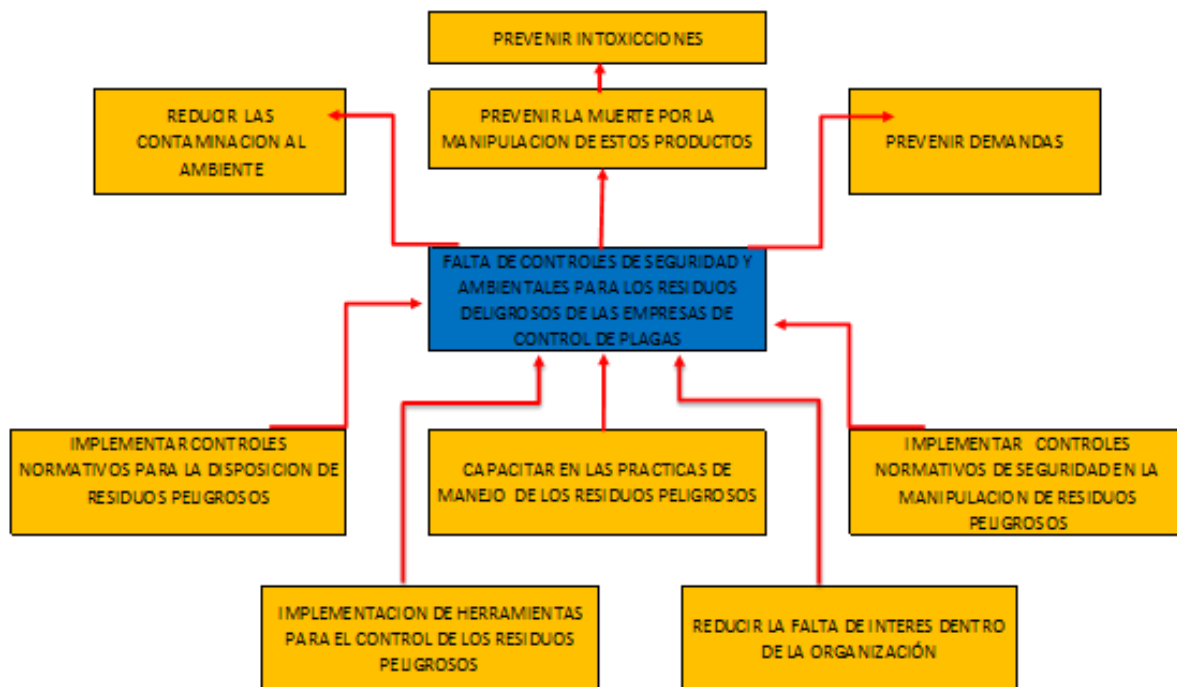 PREVENIR INTOXICCIONES
REDUCIR LAS
CONTAMINACION AL
AMBIENTE
PREVENIR LA MUERTE POR LA
MANIPULACION DE ESTOS PRODUCTOS
PREVENIR DEMANDAS
FALTA DE CONTROLES DE SEGURIDAD Y
AMBIENTALES PARA LOS RESIDUOS
DELIGROSOS DE LAS EMPRESAS DE
CONTROL DE PLAGAS
IMPLEMENTAR CONTROLES
NORMATIVOS PARA LA DISPOSICION DE
RESIDUOS PELIGROSOS
CAPACITAR EN LAS PRACTICAS DE
MANEJO DE LOS RESIDUOS PELIGROSOS
IMPLEMENTAR CONTROLES
NORMATIVOS DE SEGURIDAD EN LA
MANIPULACION DE RESIDUOS
PELIGROSOS
IMPLEMENTACION DE HERRAMIENTAS
PARA EL CONTROL DE LOS RESIDUOS
PELIGROSOS
REDUCIR LA FALTA DE INTERES DENTRO
DE LA ORGANIZACIÓN